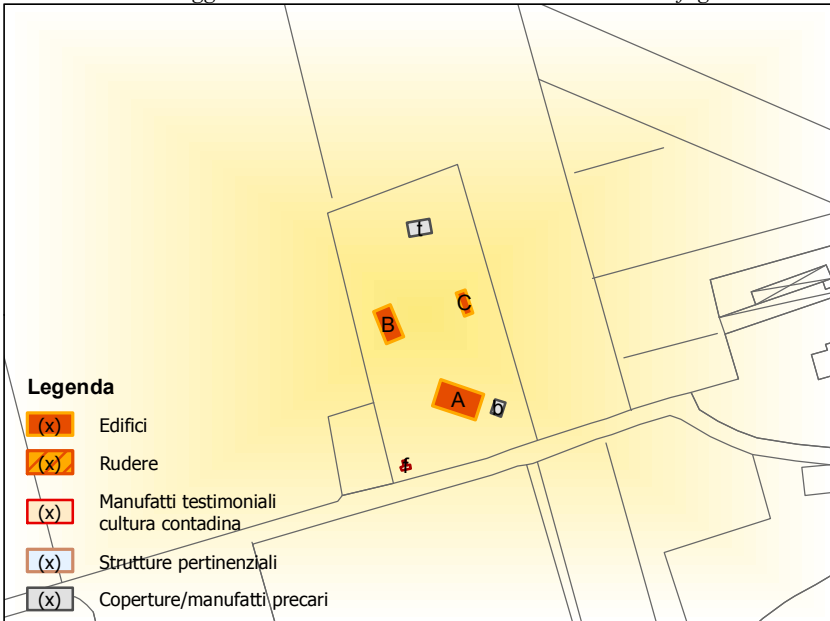 t
C
B
A
b
f
Legenda
(x) Edifici
(x) Rudere
(x) Manufatti testimoniali
cultura contadina
(x) Strutture pertinenziali
(x) Coperture/manufatti precari